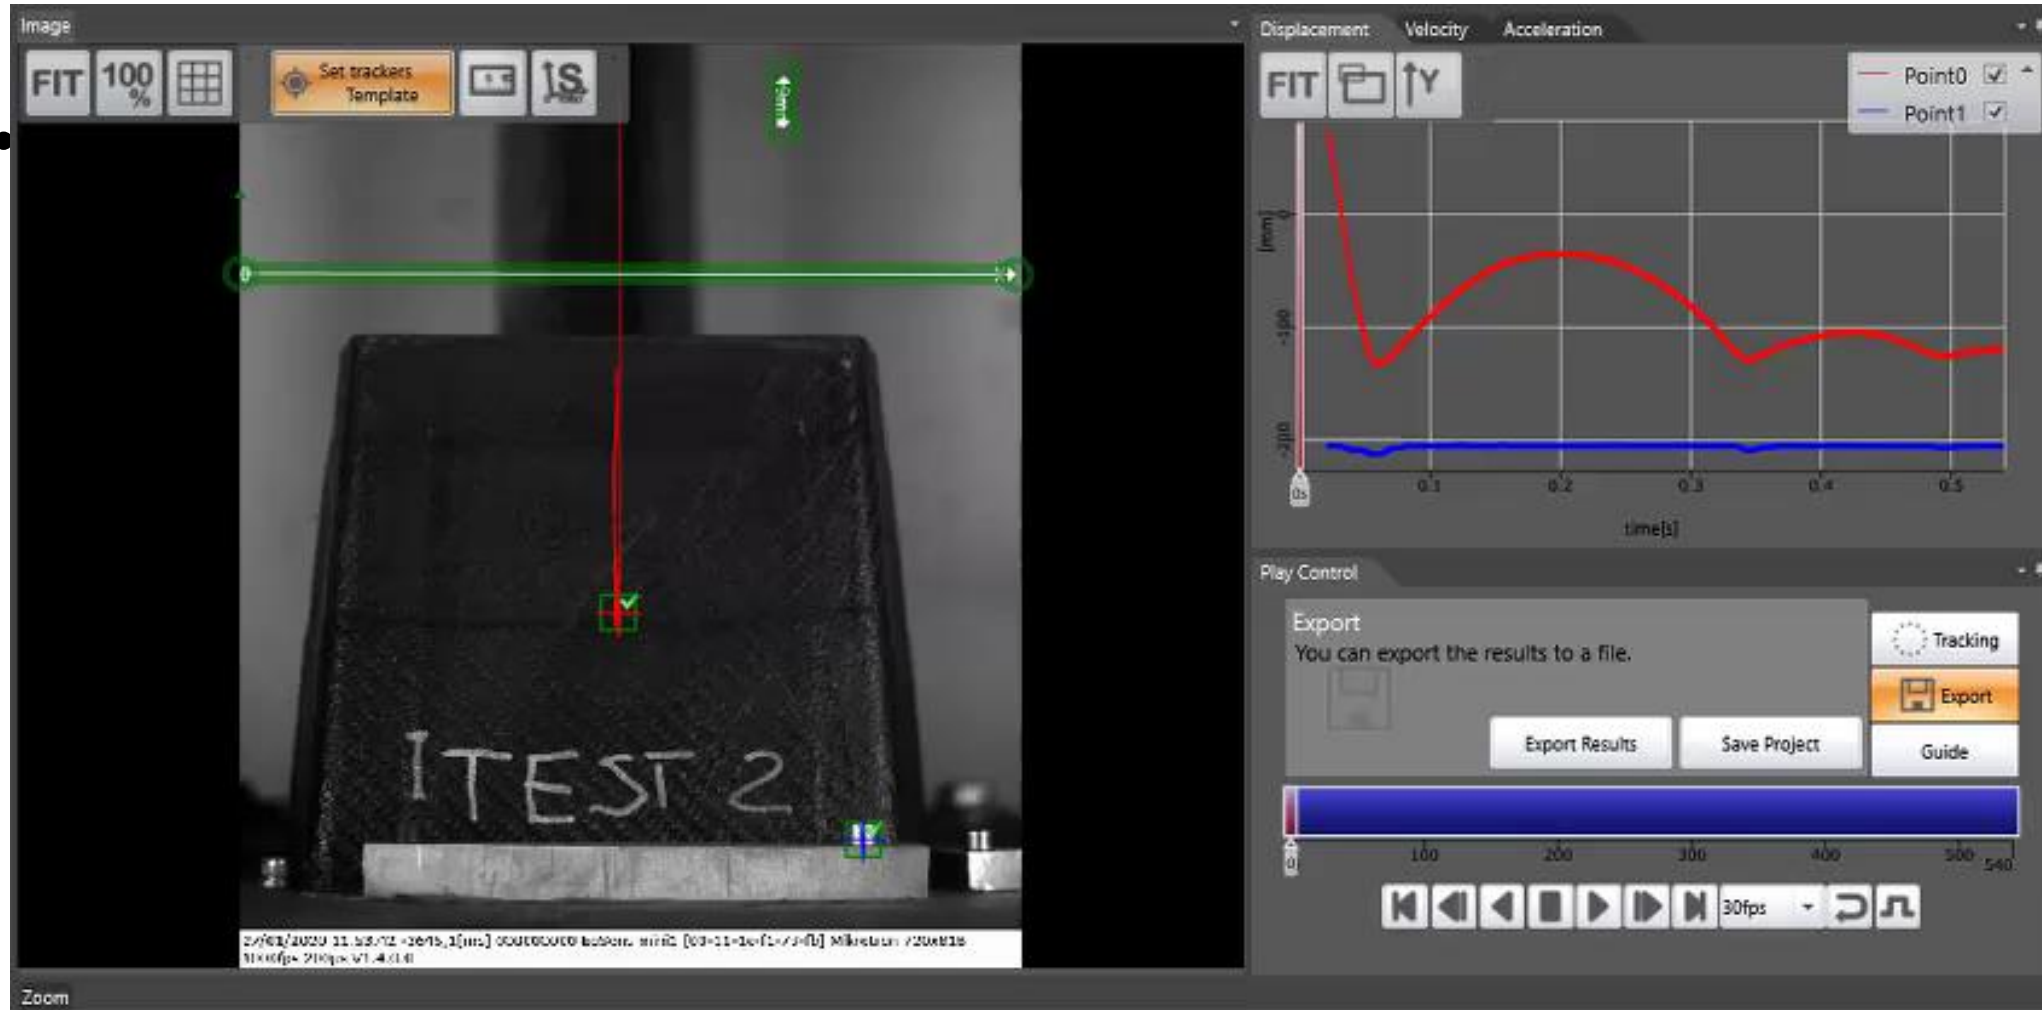 Image
FIT
100 %
Set trackers
Template
S
TEST 2
Zoom
Displacement Velocity Acceleration
FIT
Y
Point0
Point1
[mm]
0
-100
-200
0s
0.1 0.2 0.3 0.4 0.5
time[s]
Play Control
Export
You can export the results to a file.
Export Results
Save Project
Tracking
Export
Guide
0 100 200 300 400 500 540
30fps